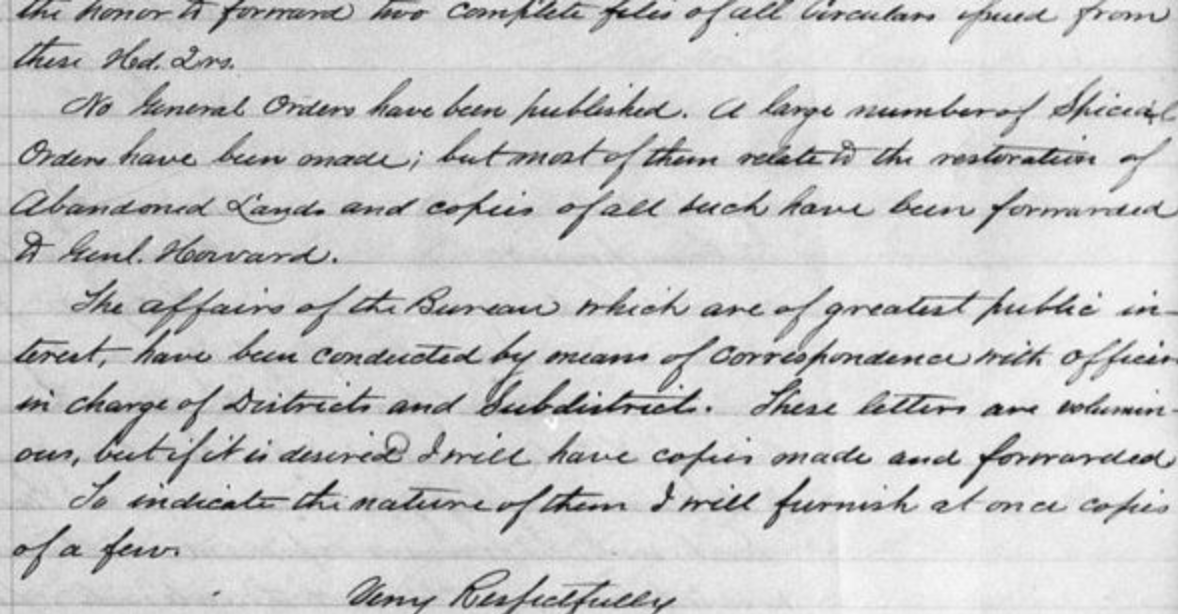 the honor to forward two complete files of all Circulars issued from
these Hed. Qrs.
No General Orders have been published. A large number of Special
Orders have been made; but most of them relate to the restoration of
Abandoned Lands and copies of all such have been forwarded
to Genl. Howard.
The affairs of the Bureau which are of greatest public in-
terest, have been conducted by means of correspondence with officers
in charge of Districts and Subdistricts. These letters are volumin-
ous, but if it is desired I will have copies made and forwarded
To indicate the nature of them I will furnish at once copies
of a few.
Very Respectfully